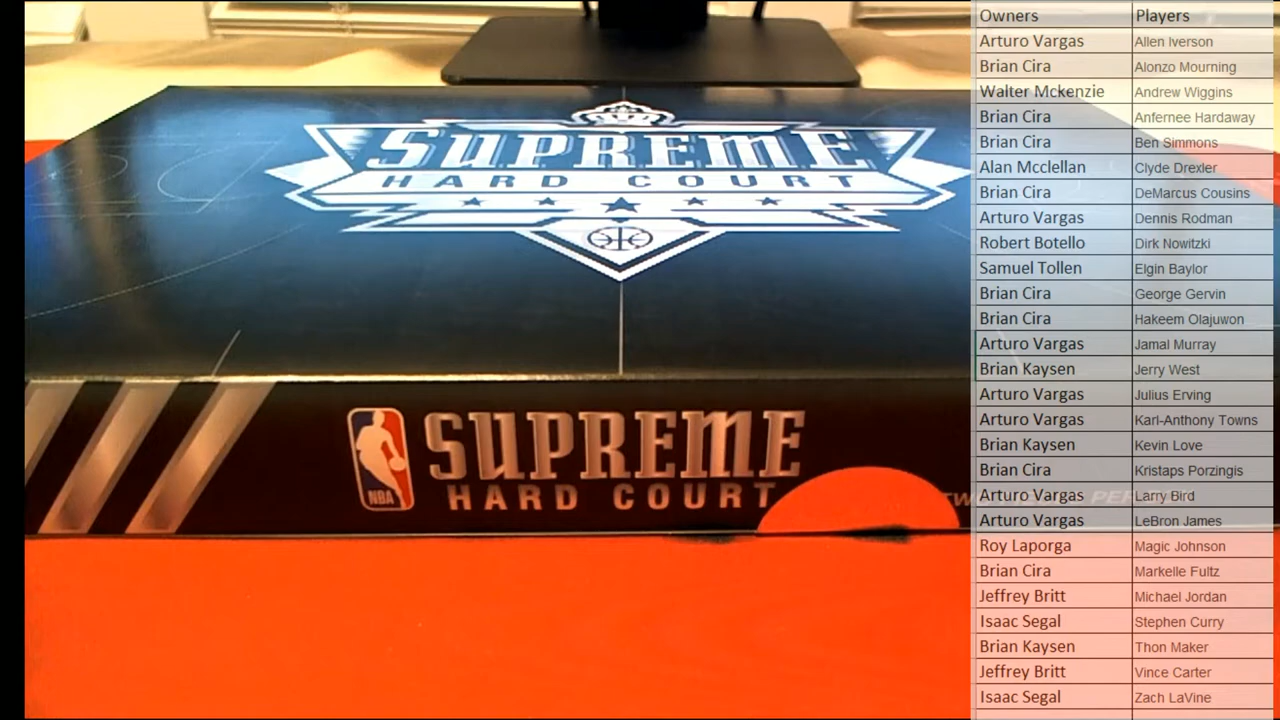 SUPREME
HARD COURT
NBA
SUPREME
HARD COURT
Owners Players
Arturo Vargas Allen Iverson
Brian Cira Alonzo Mourning
Walter Mckenzie Andrew Wiggins
Brian Cira Anfernee Hardaway
Brian Cira Ben Simmons
Alan Mcclellan Clyde Drexler
Brian Cira DeMarcus Cousins
Arturo Vargas Dennis Rodman
Robert Botello Dirk Nowitzki
Samuel Tollen Elgin Baylor
Brian Cira George Gervin
Brian Cira Hakeem Olajuwon
Arturo Vargas Jamal Murray
Brian Kaysen Jerry West
Arturo Vargas Julius Erving
Arturo Vargas Karl-Anthony Towns
Brian Kaysen Kevin Love
Brian Cira Kristaps Porzingis
Arturo Vargas Larry Bird
Arturo Vargas LeBron James
Roy Laporga Magic Johnson
Brian Cira Markelle Fultz
Jeffrey Britt Michael Jordan
Isaac Segal Stephen Curry
Brian Kaysen Thon Maker
Jeffrey Britt Vince Carter
Isaac Segal Zach LaVine